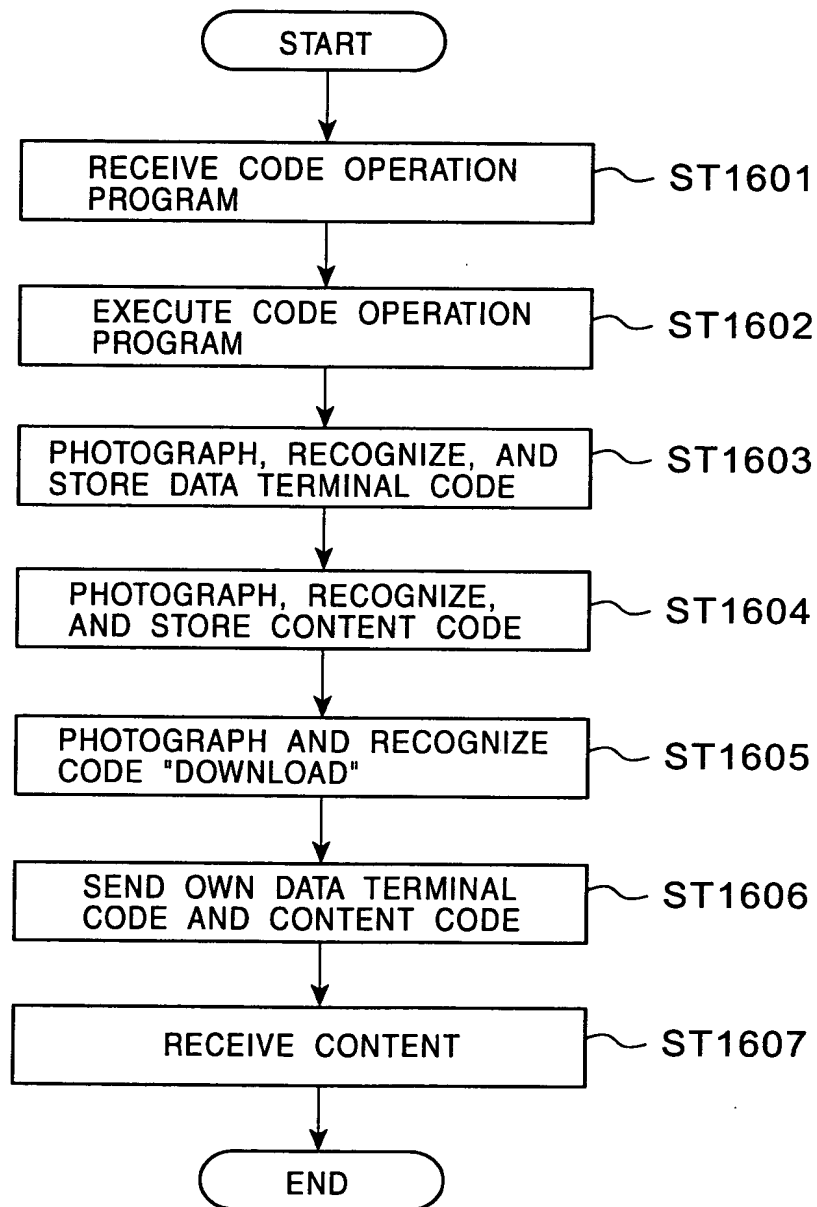 START
RECEIVE CODE OPERATION
PROGRAM
ST1601
EXECUTE CODE OPERATION
PROGRAM
ST1602
PHOTOGRAPH, RECOGNIZE, AND
STORE DATA TERMINAL CODE
ST1603
PHOTOGRAPH, RECOGNIZE,
AND STORE CONTENT CODE
ST1604
PHOTOGRAPH AND RECOGNIZE
CODE "DOWNLOAD"
ST1605
SEND OWN DATA TERMINAL
CODE AND CONTENT CODE
ST1606
RECEIVE CONTENT
ST1607
END